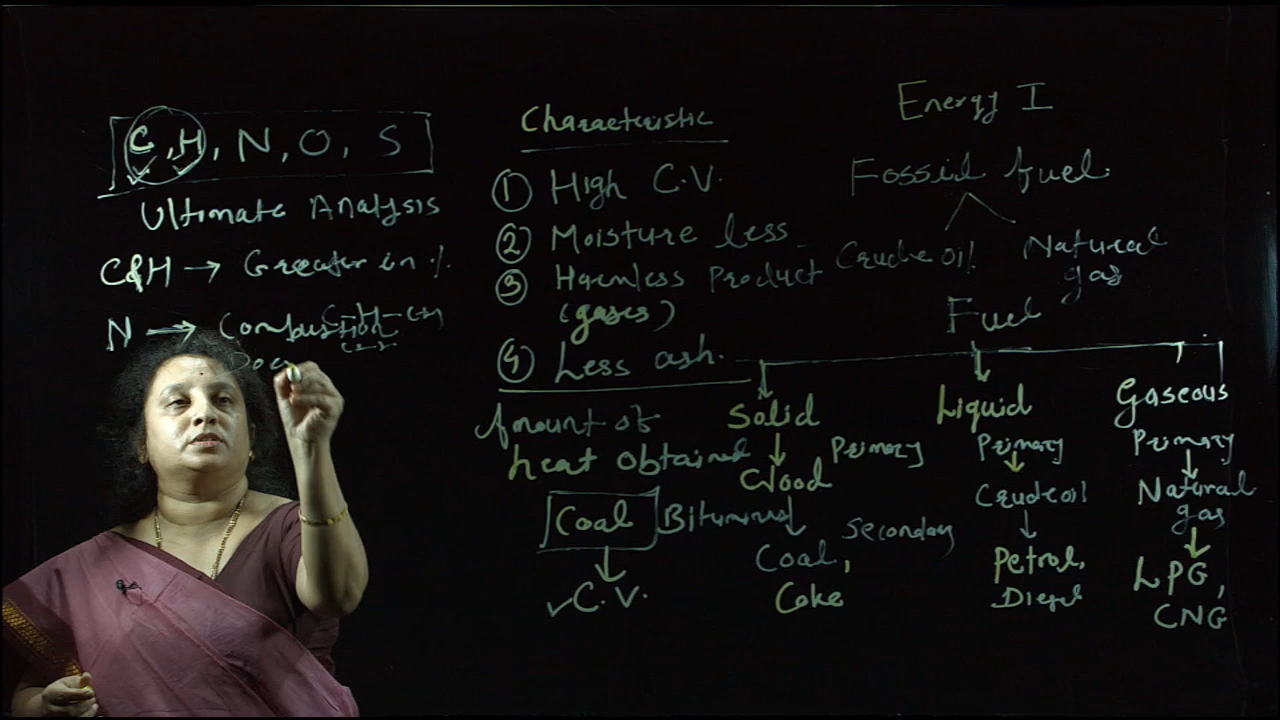 C, H, N, O, S
Ultimate Analysis
C&H → Greater in %.
N → Combustion
Characteristic
① High C.V.
② Moisture less
③ Harmless Product
(gases)
④ Less ash.
Amount of
heat obtained
Coal Bituminus
C.V.
Energy I
Fossil fuel.
Crude oil
Natural
gas
Fuel
Solid
Wood Primary
Coal, Secondary
Coke
Liquid
Primary
Crude oil
Petrol,
Diesel
Gaseous
Primary
Natural
gas
LPG,
CNG